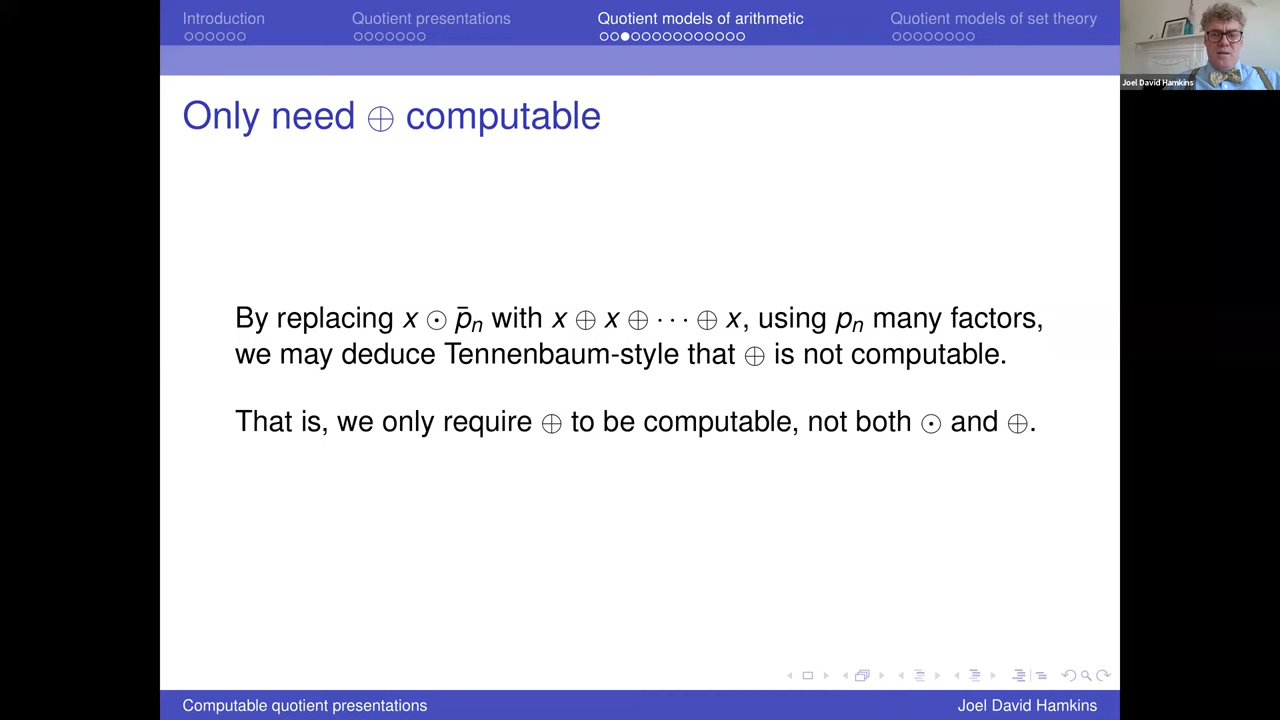 Introduction
Quotient presentations
Quotient models of arithmetic
Quotient models of set theory
Joel David Hamkins
Only need ⊕ computable
By replacing x ⊙ p̄ₙ with x ⊕ x ⊕ ··· ⊕ x, using pₙ many factors,
we may deduce Tennenbaum-style that ⊕ is not computable.
That is, we only require ⊕ to be computable, not both ⊙ and ⊕.
Computable quotient presentations
Joel David Hamkins